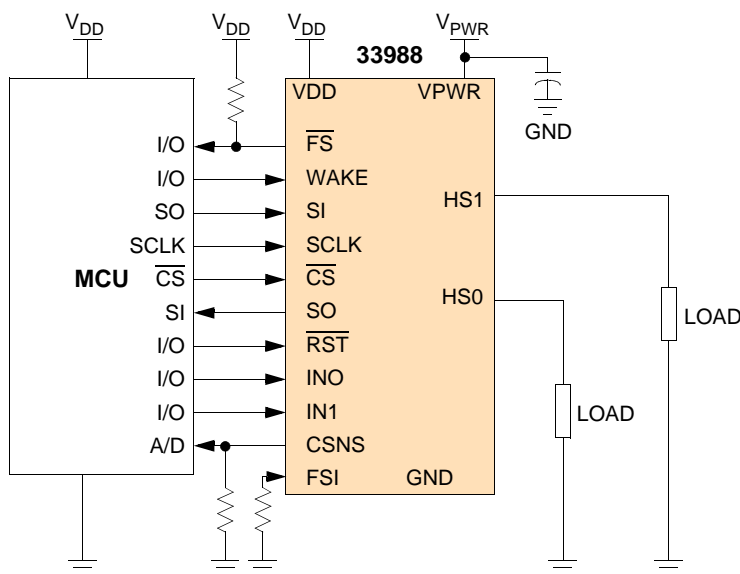 VDD VDD VDD VPWR
33988
VDD VPWR
GND
I/O FS
I/O WAKE
HS1
SO SI
SCLK SCLK
MCU CS CS
HS0
SI SO
LOAD
I/O RST
I/O INO
I/O IN1
LOAD
A/D CSNS
FSI GND